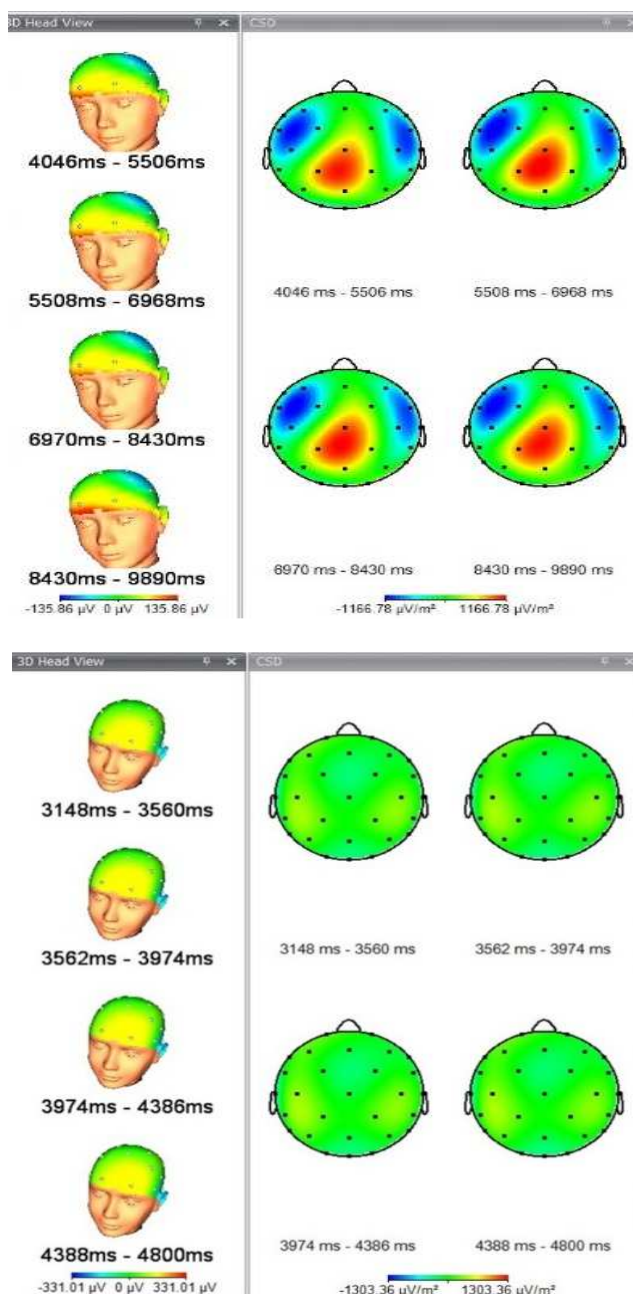 3D Head View
CSD
4046ms - 5506ms
5508ms - 6968ms
6970ms - 8430ms
8430ms - 9890ms
-135.86 µV 0 µV 135.86 µV
4046 ms - 5506 ms
5508 ms - 6968 ms
6970 ms - 8430 ms
8430 ms - 9890 ms
-1166.78 µV/m² 1166.78 µV/m²
3D Head View
CSD
3148ms - 3560ms
3562ms - 3974ms
3974ms - 4386ms
4388ms - 4800ms
-331.01 µV 0 µV 331.01 µV
3148 ms - 3560 ms
3562 ms - 3974 ms
3974 ms - 4386 ms
4388 ms - 4800 ms
-1303.36 µV/m² 1303.36 µV/m²